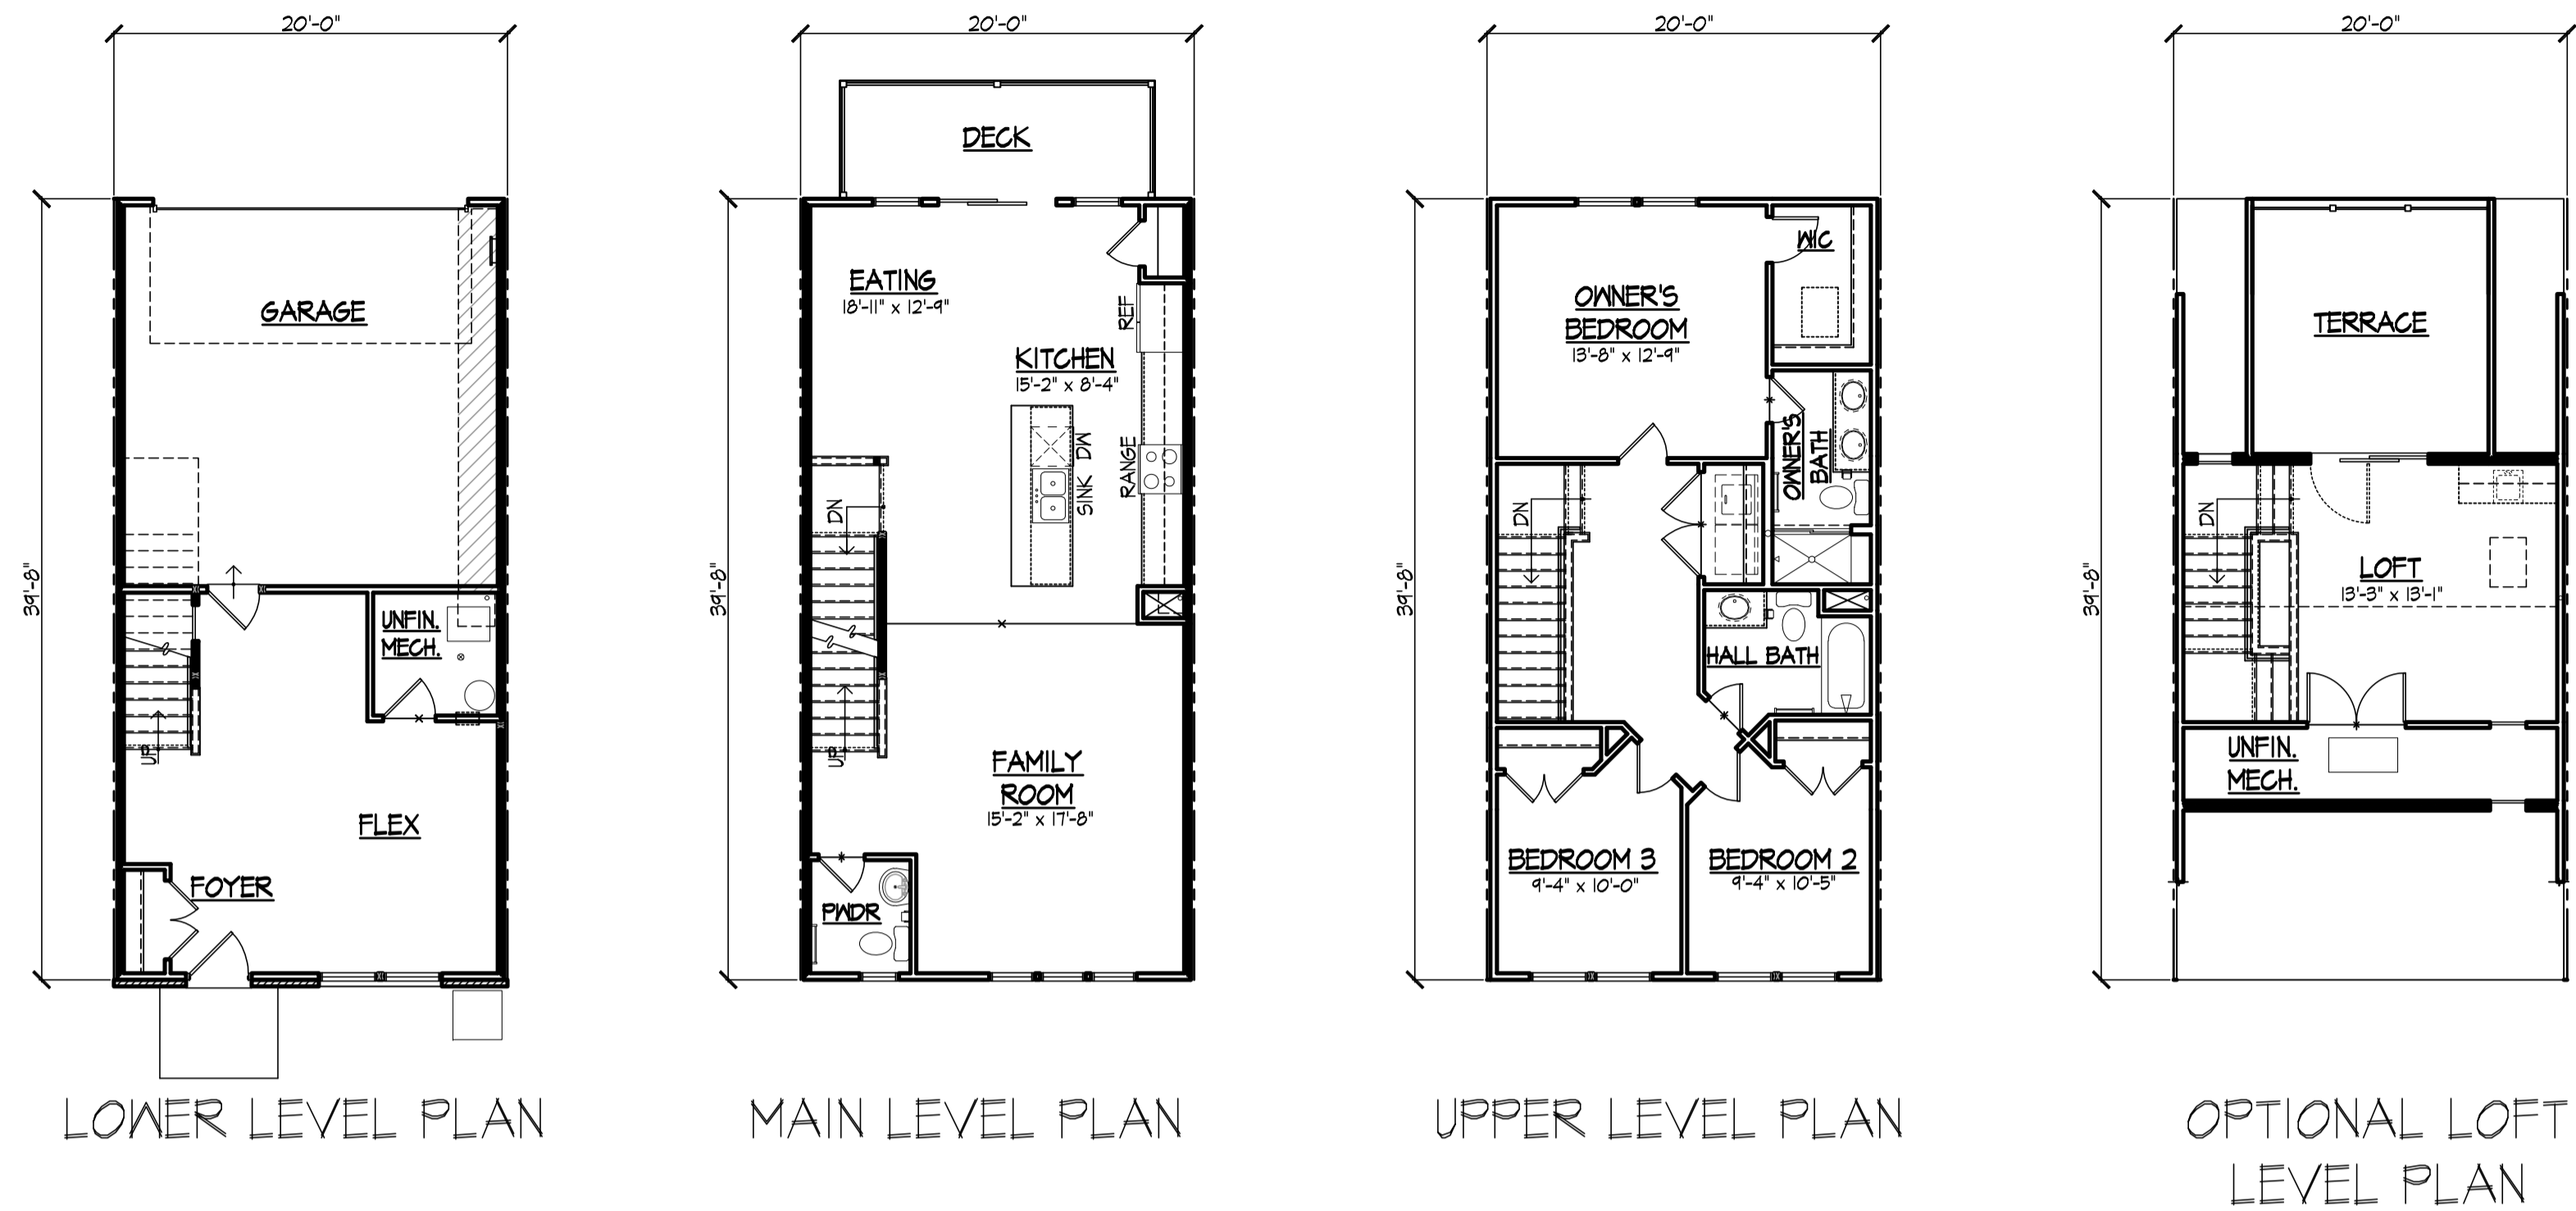 20'-0"
39'-8"
GARAGE
UNFIN.
MECH.
UP
FLEX
FOYER
LOWER LEVEL PLAN
20'-0"
39'-8"
DECK
EATING
18'-11" x 12'-9"
REF
KITCHEN
15'-2" x 8'-4"
DW
SINK
RANGE
DN
UP
FAMILY
ROOM
15'-2" x 17'-8"
PWDR
MAIN LEVEL PLAN
20'-0"
39'-8"
WIC
OWNER'S
BEDROOM
13'-8" x 12'-9"
OWNER'S
BATH
DN
HALL BATH
BEDROOM 3
9'-4" x 10'-0"
BEDROOM 2
9'-4" x 10'-5"
UPPER LEVEL PLAN
20'-0"
39'-8"
TERRACE
DN
LOFT
13'-3" x 13'-1"
UNFIN.
MECH.
OPTIONAL LOFT
LEVEL PLAN